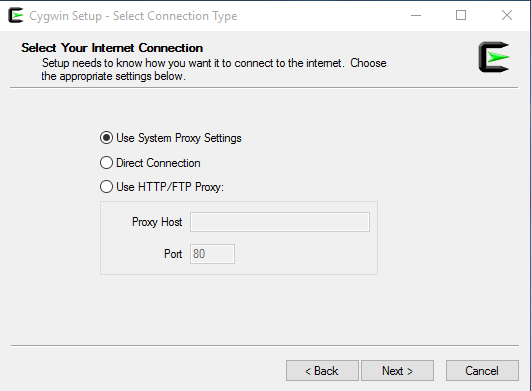 Cygwin Setup - Select Connection Type
Select Your Internet Connection
Setup needs to know how you want it to connect to the internet. Choose
the appropriate settings below.
Use System Proxy Settings
Direct Connection
Use HTTP/FTP Proxy:
Proxy Host
Port 80
< Back Next > Cancel